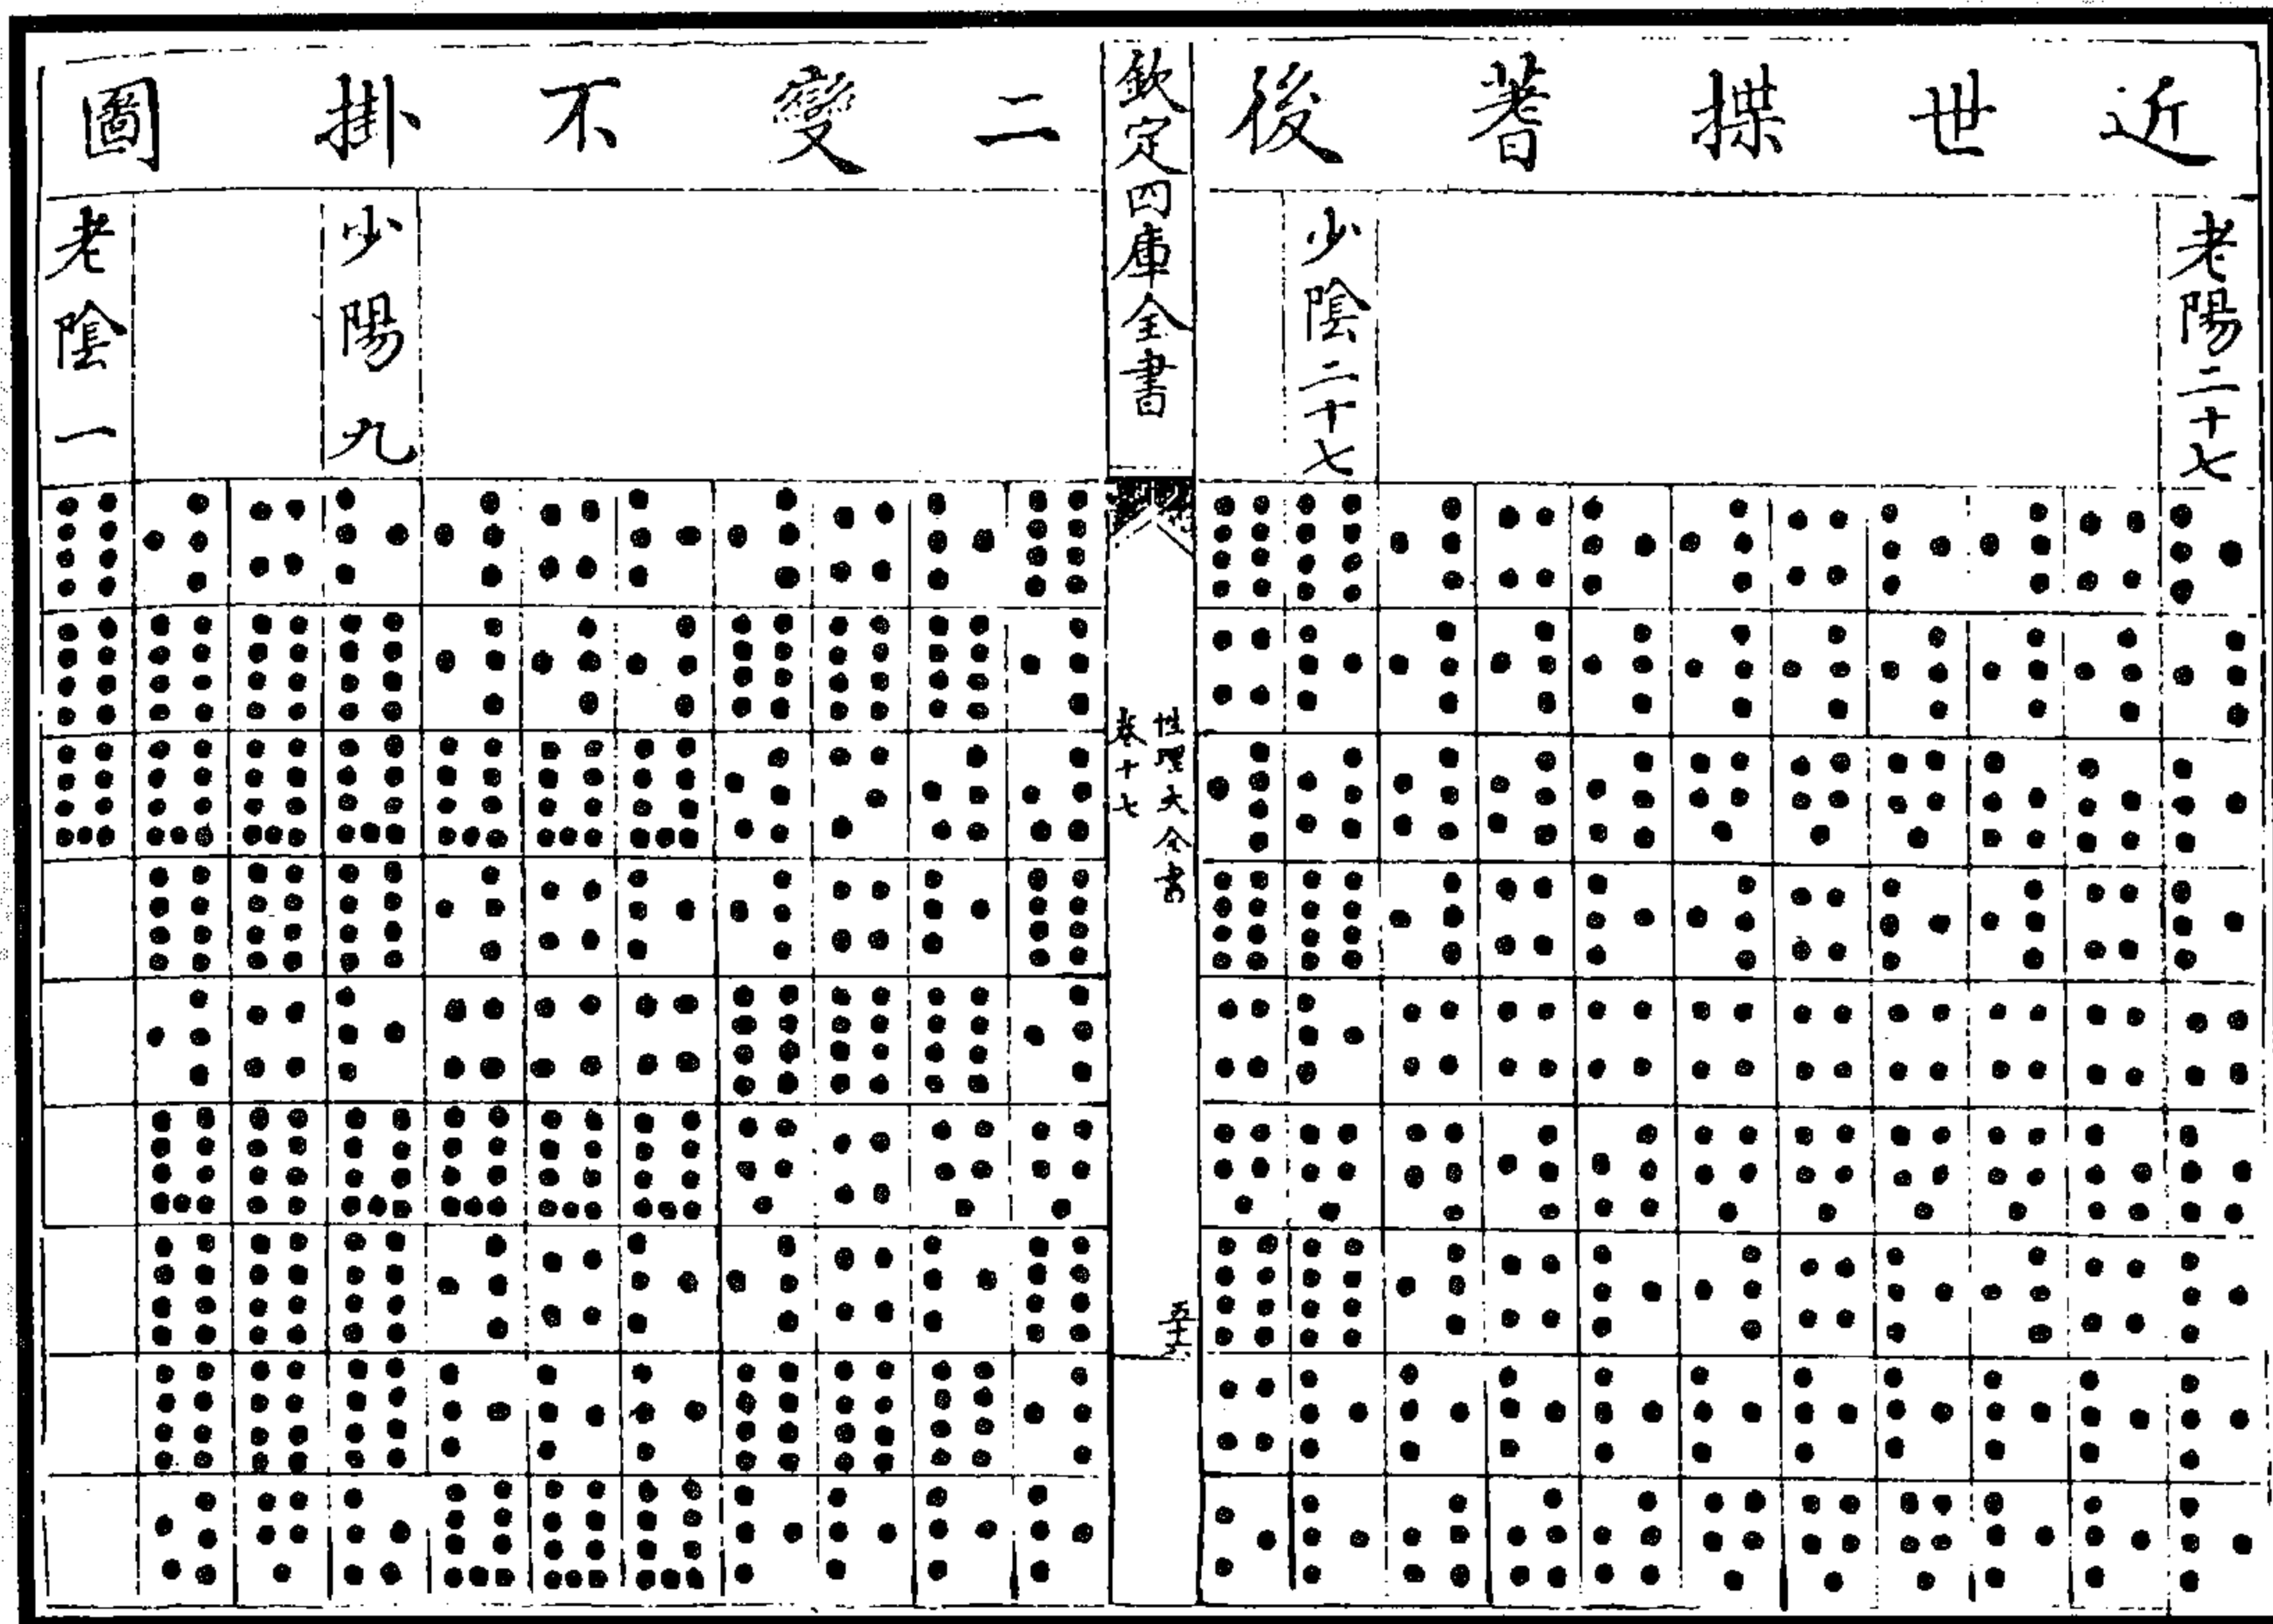 近世揲蓍後
老陽二十七
少陰二十七
欽定四庫全書
性理大全書
卷十七
二變不掛圖
少陽九
老陰一